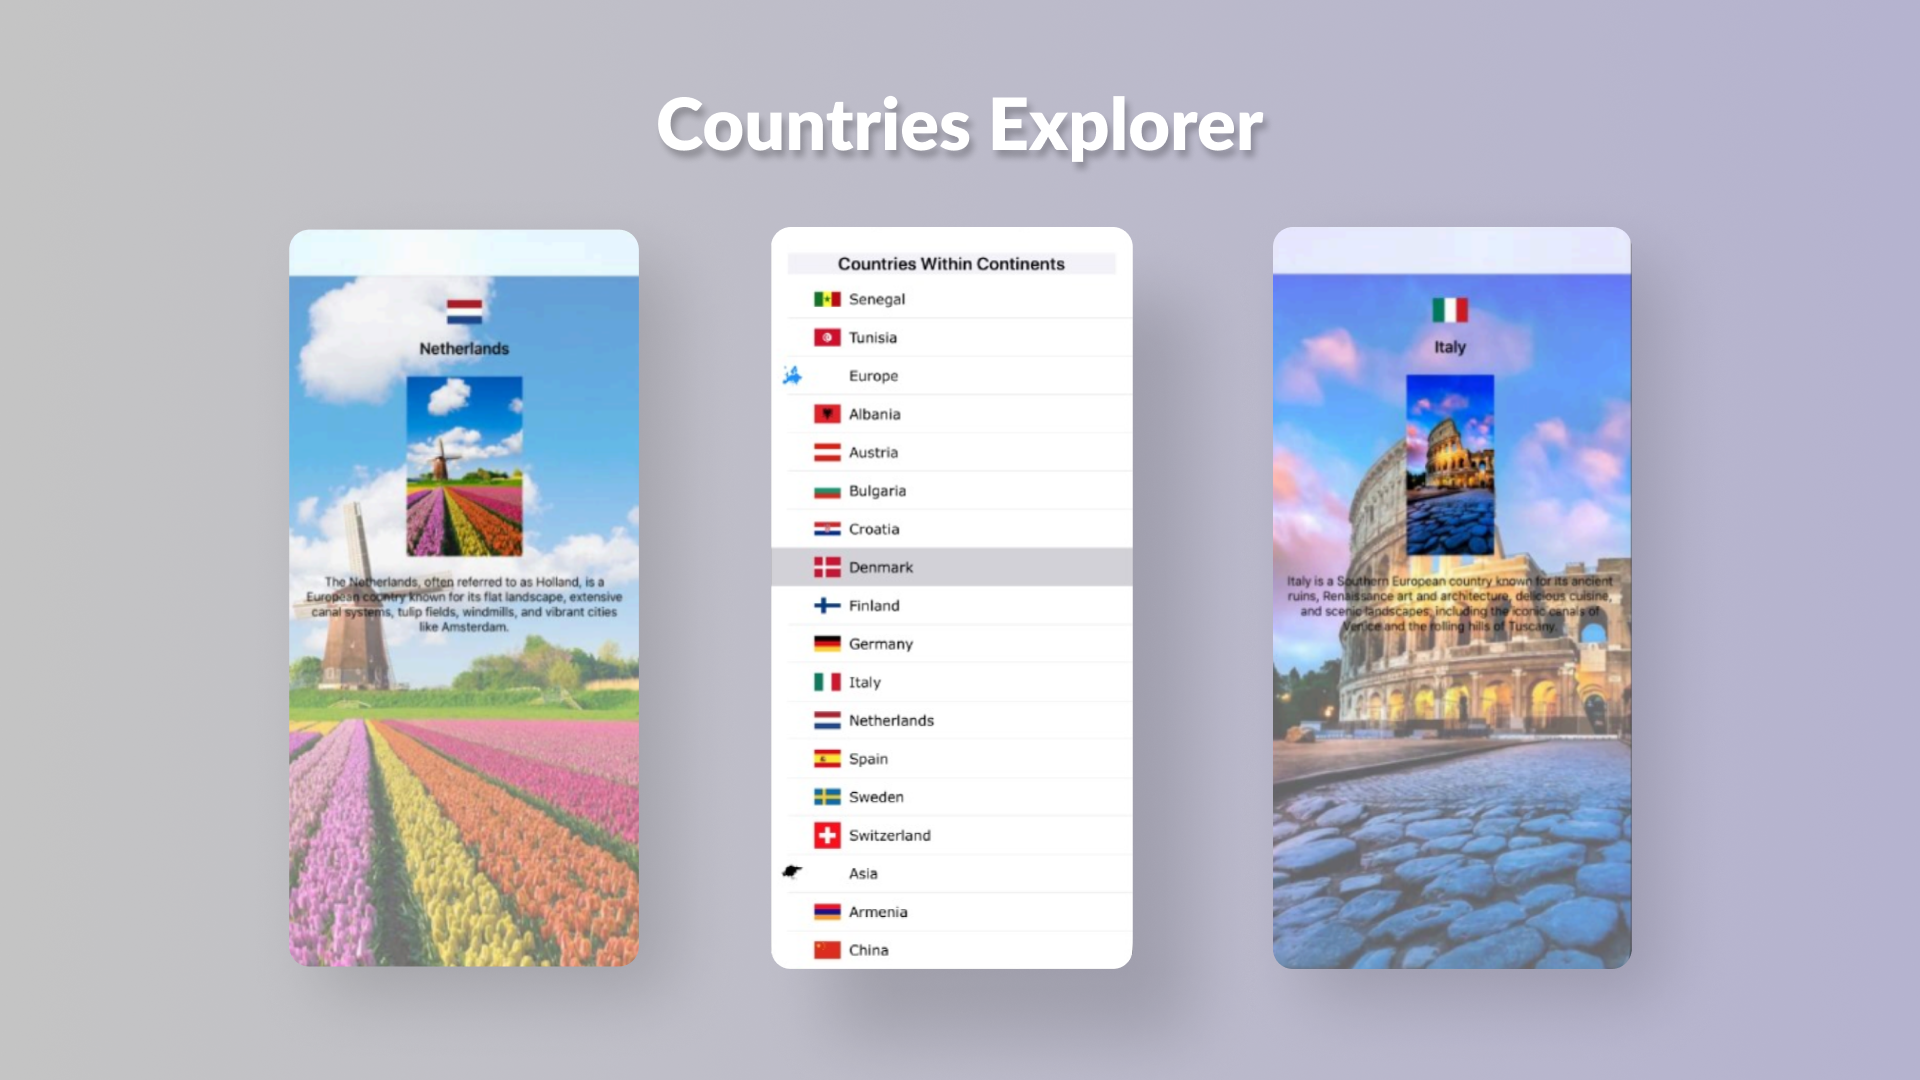 Countries Explorer
Netherlands
The Netherlands, often referred to as Holland, is a
European country known for its flat landscape, extensive
canal systems, tulip fields, windmills, and vibrant cities
like Amsterdam.
Countries Within Continents
Senegal
Tunisia
Europe
Albania
Austria
Bulgaria
Croatia
Denmark
Finland
Germany
Italy
Netherlands
Spain
Sweden
Switzerland
Asia
Armenia
China
Italy
Italy is a Southern European country known for its ancient
ruins, Renaissance art and architecture, delicious cuisine,
and scenic landscapes, including the iconic canals of
Venice and the rolling hills of Tuscany.